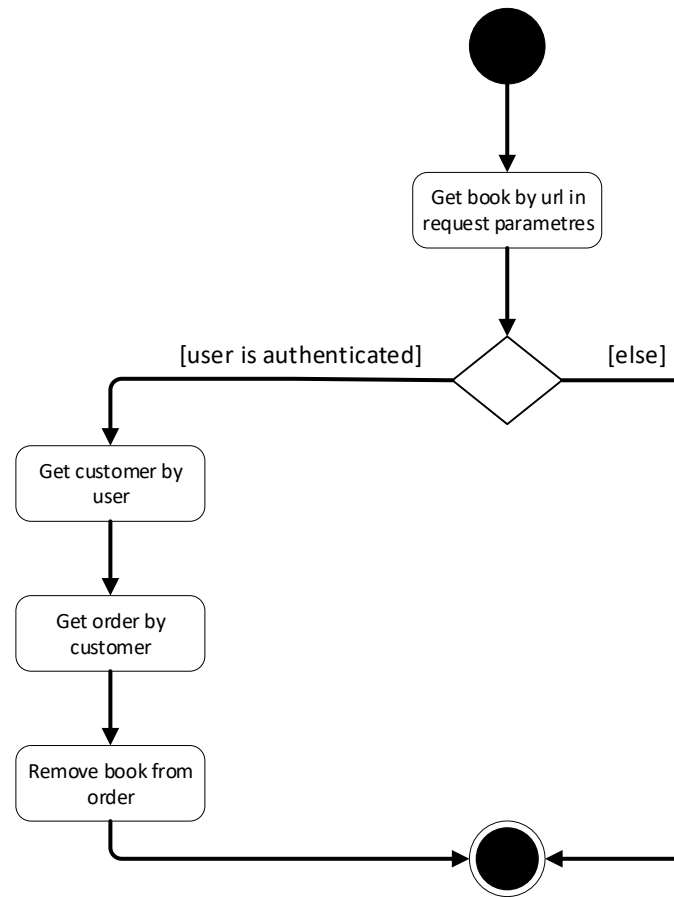 Get book by url in
request parametres
[user is authenticated]
[else]
Get customer by
user
Get order by
customer
Remove book from
order